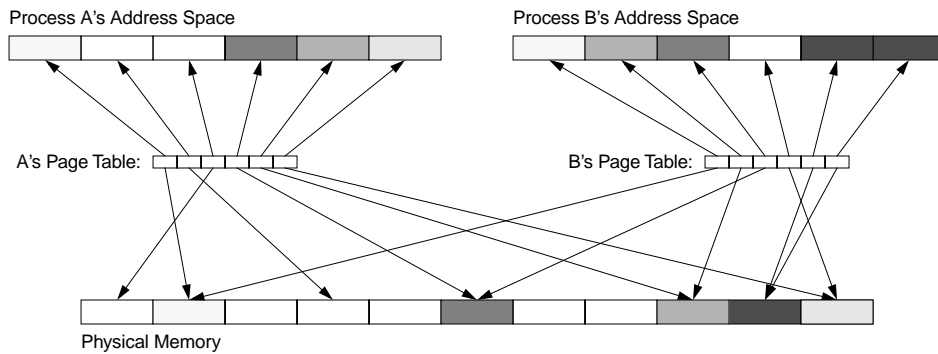 Process A's Address Space
Process B's Address Space
A's Page Table:
B's Page Table:
Physical Memory